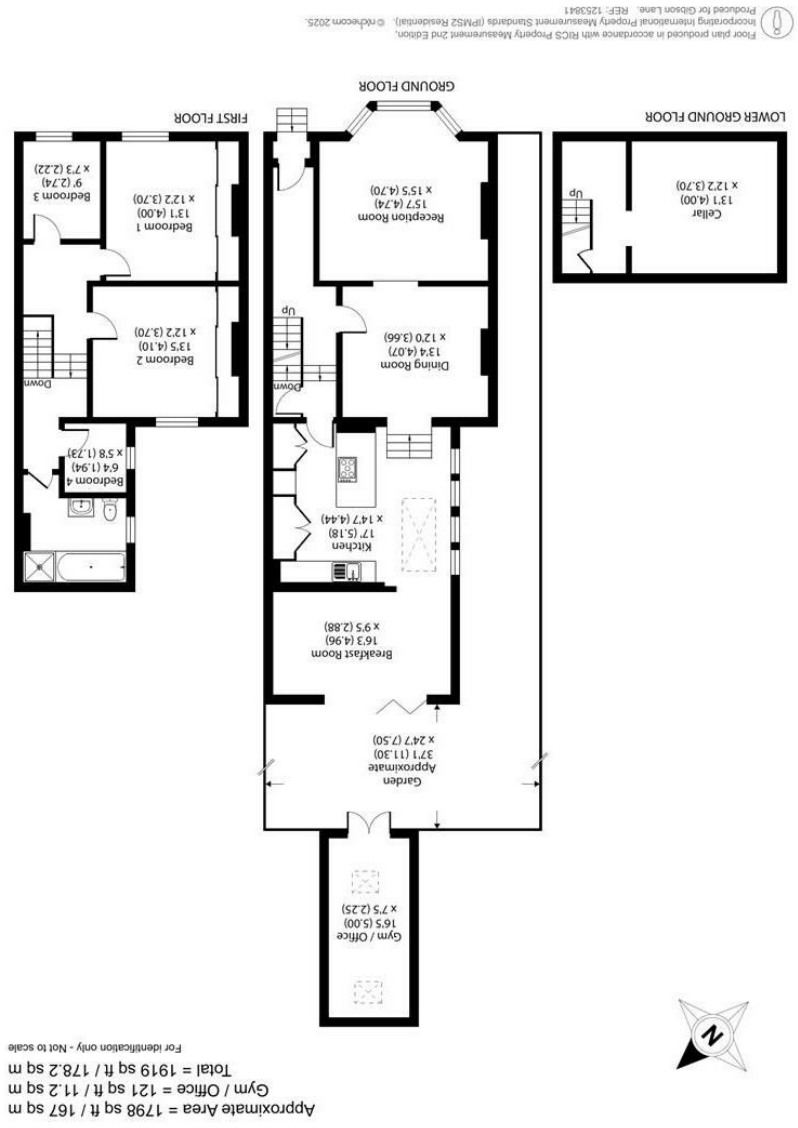 Approximate Area = 1798 sq ft / 167 sq m
Gym / Office = 121 sq ft / 11.2 sq m
Total = 1919 sq ft / 178.2 sq m
For identification only - Not to scale
N
Gym / Office
16'5 (5.00)
x 7'5 (2.25)
Garden
Approximate
37'1 (11.30)
x 24'7 (7.50)
Breakfast Room
16'3 (4.96)
x 9'5 (2.88)
Kitchen
17' (5.18)
x 14'7 (4.44)
Down
Up
Dining Room
13'4 (4.07)
x 12'0 (3.66)
Reception Room
15'7 (4.74)
x 15'5 (4.70)
GROUND FLOOR
Bedroom 4
6'4 (1.94)
x 5'8 (1.73)
Down
Bedroom 2
13'5 (4.10)
x 12'2 (3.70)
Bedroom 1
13'1 (4.00)
x 12'2 (3.70)
Bedroom 3
9' (2.74)
x 7'3 (2.22)
FIRST FLOOR
Cellar
13'1 (4.00)
x 12'2 (3.70)
Up
LOWER GROUND FLOOR
Floor plan produced in accordance with RICS Property Measurement 2nd Edition,
Incorporating International Property Measurement Standards (IPMS2 Residential). © nichecom 2025.
Produced for Gibson Lane. REF: 1253841